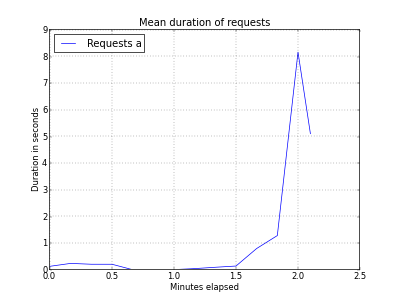 Mean duration of requests
9
Requests a
8
7
6
5
4
3
2
1
0
Duration in seconds
0.0 0.5 1.0 1.5 2.0 2.5
Minutes elapsed